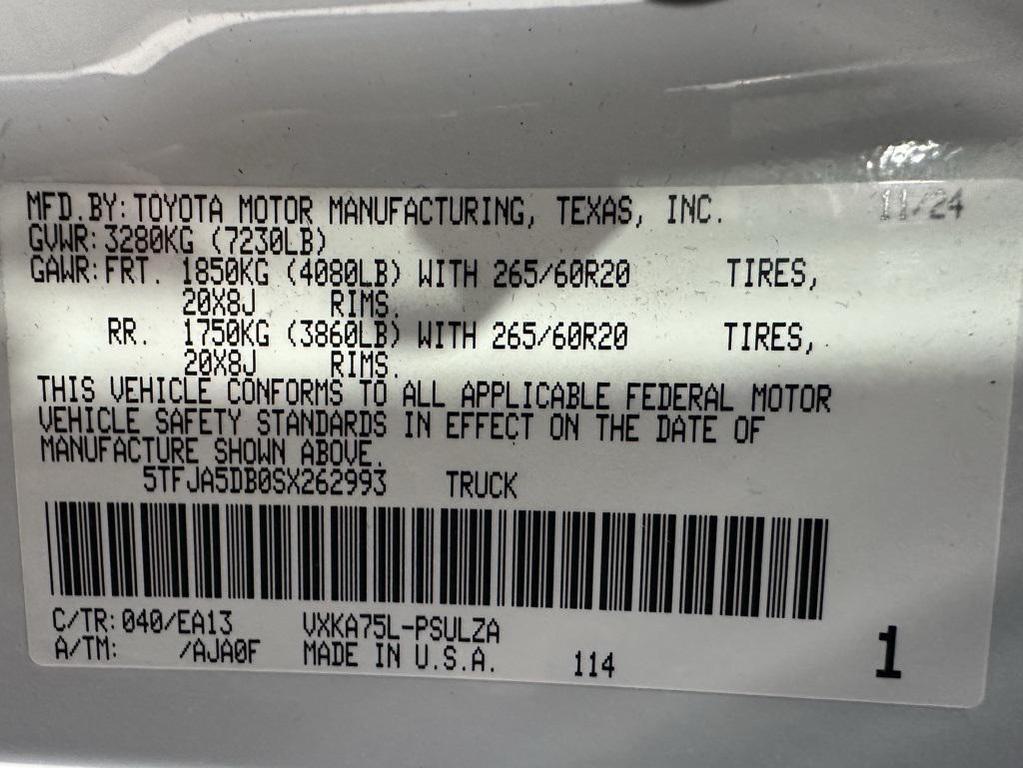 MFD.BY: TOYOTA MOTOR MANUFACTURING, TEXAS, INC. 11/24
GVWR: 3280KG (7230LB)
GAWR: FRT. 1850KG (4080LB) WITH 265/60R20 TIRES,
20X8J RIMS.
RR. 1750KG (3860LB) WITH 265/60R20 TIRES,
20X8J RIMS.
THIS VEHICLE CONFORMS TO ALL APPLICABLE FEDERAL MOTOR
VEHICLE SAFETY STANDARDS IN EFFECT ON THE DATE OF
MANUFACTURE SHOWN ABOVE.
5TFJA5DB0SX262993 TRUCK
C/TR: 040/EA13 VXKA75L-PSULZA
A/TM: /AJA0F MADE IN U.S.A. 114 1